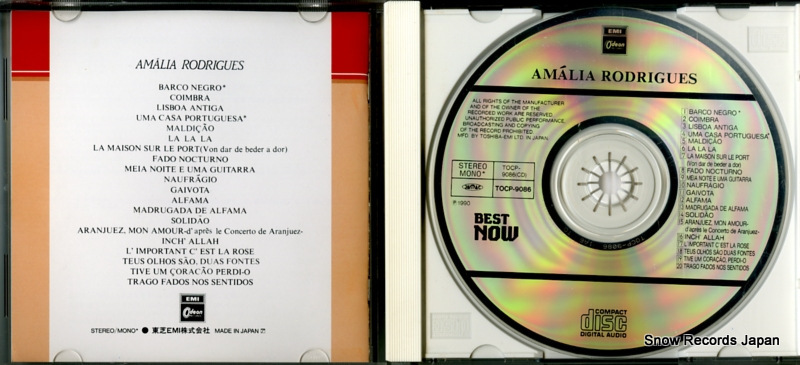 AMÁLIA RODRIGUES
BARCO NEGRO*
COIMBRA
LISBOA ANTIGA
UMA CASA PORTUGUESA*
MALDIÇÃO
LA LA LA
LA MAISON SUR LE PORT(Von dar de beder a dor)
FADO NOCTURNO
MEIA NOITE E UMA GUITARRA
NAUFRÁGIO
GAIVOTA
ALFAMA
MADRUGADA DE ALFAMA
SOLIDÃO
ARANJUEZ, MON AMOUR-d' après le Concerto de Aranjuez-
INCH' ALLAH
L' IMPORTANT C' EST LA ROSE
TEUS OLHOS SÃO, DUAS FONTES
TIVE UM ÇORACÃO PERDI-O
TRAGO FADOS NOS SENTIDOS
EMI
Odeon
STEREO/MONO* ● 東芝EMI株式会社 MADE IN JAPAN
EMI
Odeon
AMÁLIA RODRIGUES
ALL RIGHTS OF THE MANUFACTURER
AND OF THE OWNER OF THE
RECORDED WORK ARE RESERVED.
UNAUTHORIZED PUBLIC PERFORMANCE,
BROADCASTING AND COPYING
OF THE RECORD PROHIBITED.
MFD. BY TOSHIBA-EMI LTD. IN JAPAN.
STEREO
MONO*
TOCP-
9086(CD)
TOCP-9086
℗1990
BEST
NOW
1 BARCO NEGRO*
2 COIMBRA
3 LISBOA ANTIGA
4 UMA CASA PORTUGUESA*
5 MALDIÇÃO
6 LA LA LA
7 LA MAISON SUR LE PORT
(Von dar de beder a dor)
8 FADO NOCTURNO
9 MEIA NOITE E UMA GUITARRA
10 NAUFRÁGIO
11 GAIVOTA
12 ALFAMA
13 MADRUGADA DE ALFAMA
14 SOLIDÃO
15 ARANJUEZ, MON AMOUR-
d'après le Concerto de Aranjuez-
16 INCH' ALLAH
17 L'IMPORTANT C' EST LA ROSE
18 TEUS OLHOS SÃO, DUAS FONTES
19 TIVE UM ÇORACÃO, PERDI-O
20 TRAGO FADOS NOS SENTIDOS
TOCP-9086
COMPACT
disc
DIGITAL AUDIO
Snow Records Japan